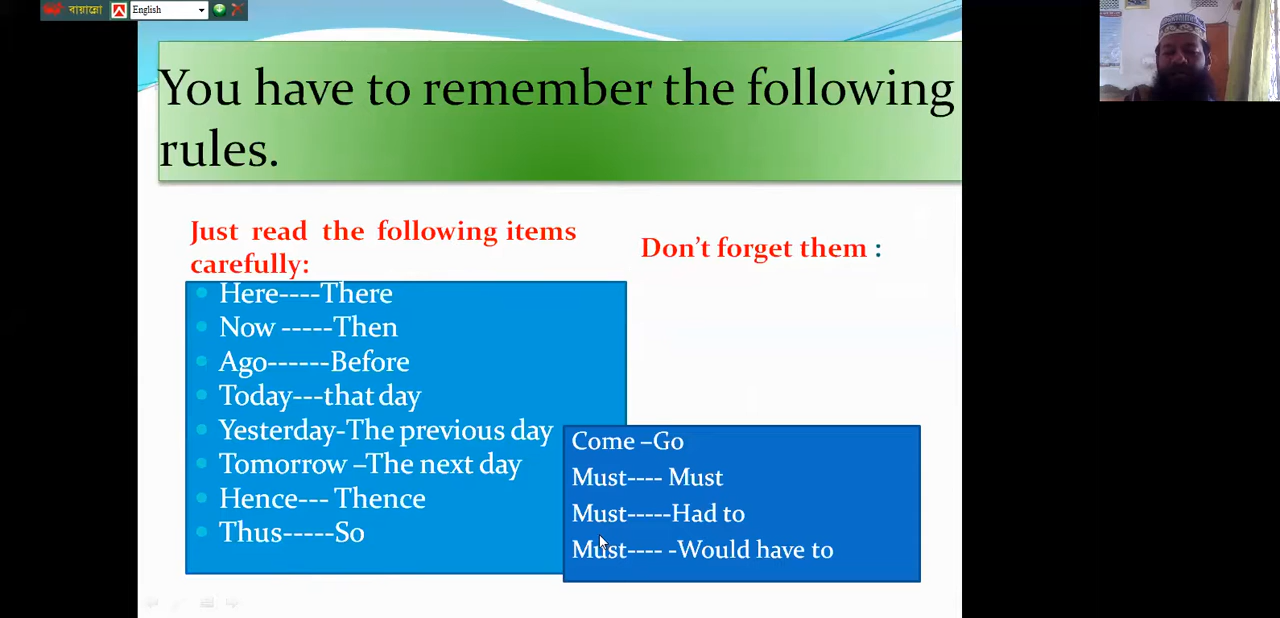 বায়ান্নো English
You have to remember the following
rules.
Just read the following items
carefully:
Here----There
Now -----Then
Ago------Before
Today---that day
Yesterday-The previous day
Tomorrow –The next day
Hence--- Thence
Thus-----So
Don't forget them :
Come –Go
Must---- Must
Must-----Had to
Must---- -Would have to